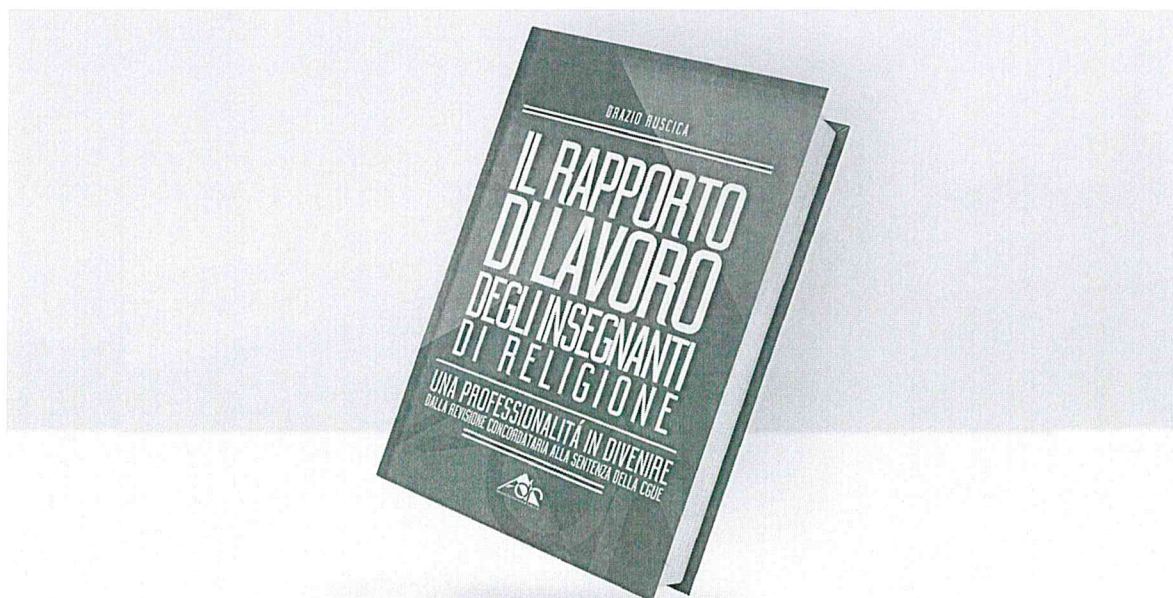 ORAZIO RUSCICA
IL RAPPORTO
DI LAVORO
DEGLI INSEGNANTI
DI RELIGIONE
UNA PROFESSIONALITÁ IN DIVENIRE
DALLA REVISIONE CONCORDATARIA ALLA SENTENZA DELLA CGUE